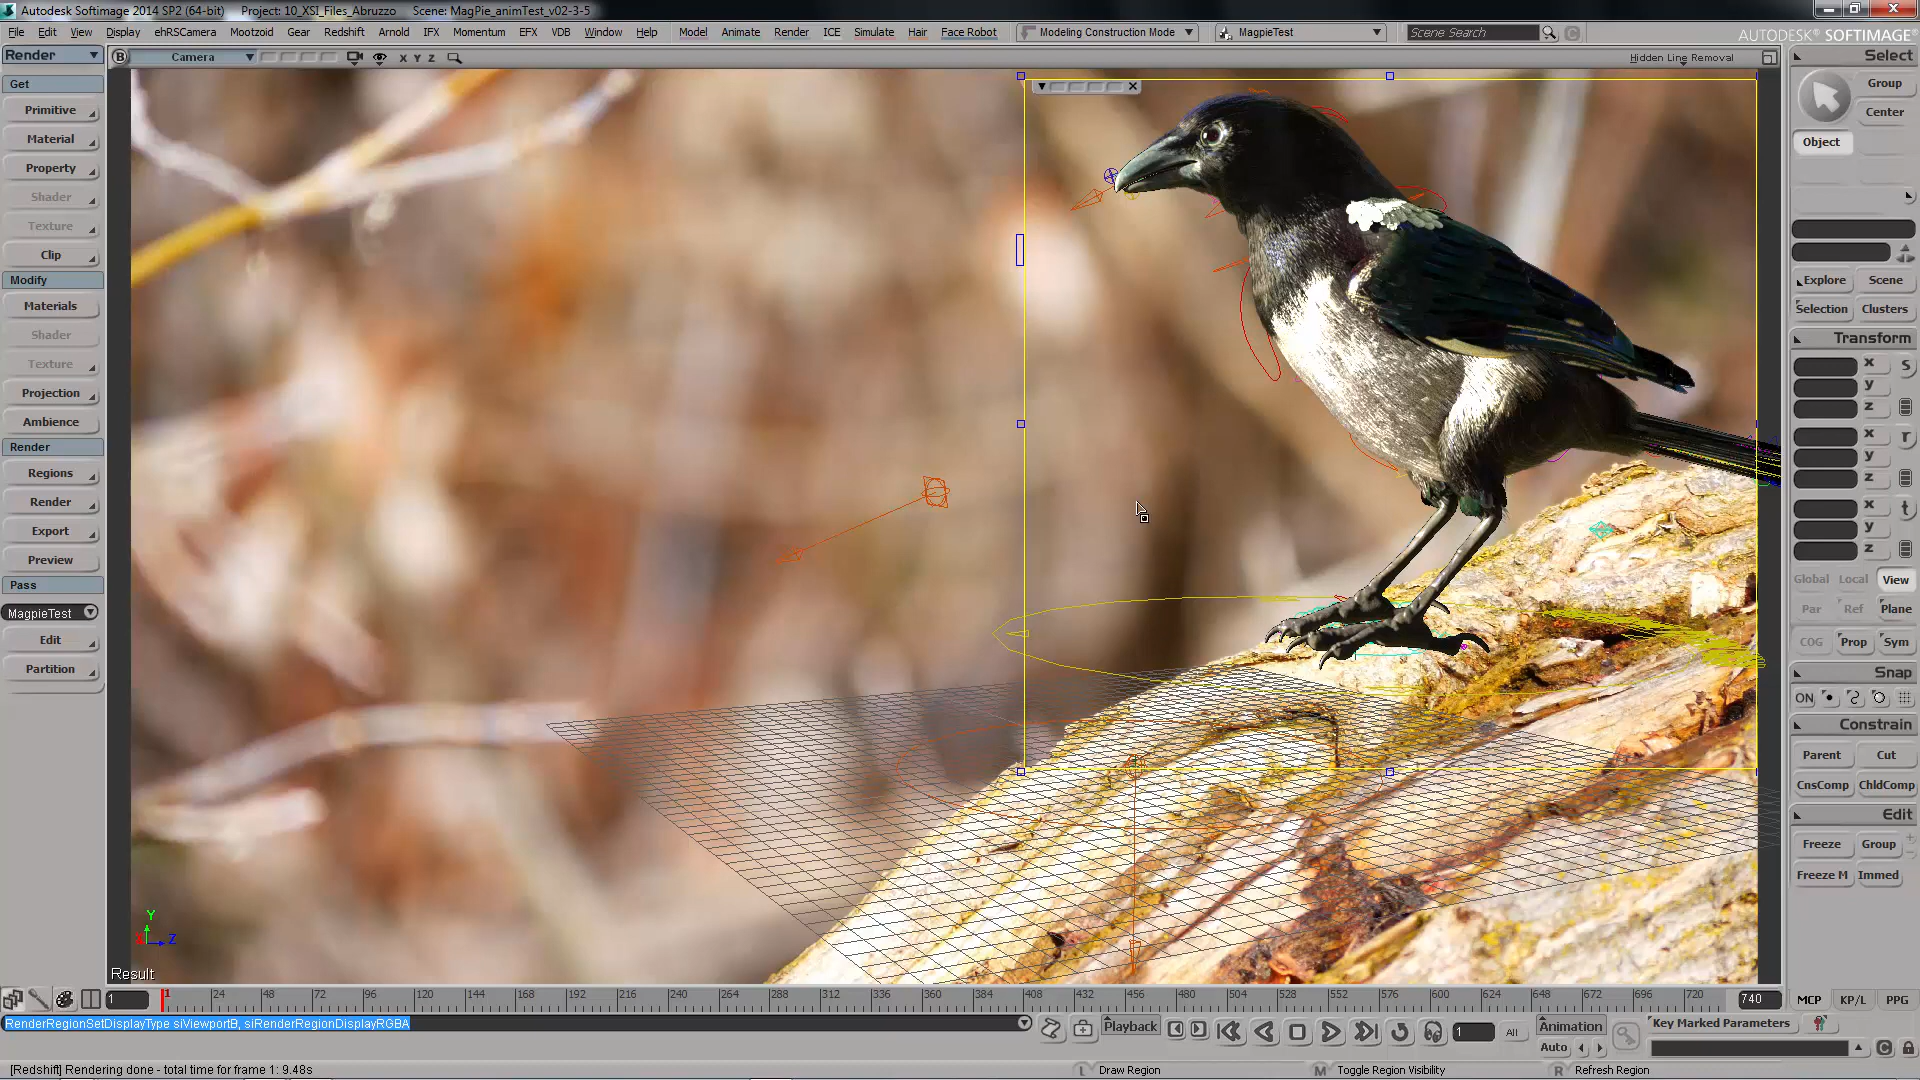 Autodesk Softimage 2014 SP2 (64-bit) Project: 10_XSI_Files_Abruzzo Scene: MagPie_animTest_v02-3-5
File Edit View Display ehRSCamera Mootzoid Gear Redshift Arnold IFX Momentum EFX VDB Window Help Model Animate Render ICE Simulate Hair Face Robot Modeling Construction Mode MagpieTest Scene Search
AUTODESK® SOFTIMAGE®
Render
B Camera X Y Z Hidden Line Removal
Get
Primitive
Material
Property
Shader
Texture
Clip
Modify
Materials
Shader
Texture
Projection
Ambience
Render
Regions
Render
Export
Preview
Pass
MagpieTest
Edit
Partition
Y
X Z
Result
Select
Group
Center
Object
Explore Scene
Selection Clusters
Transform
x s
y
z
x r
y
z
x t
y
z
Global Local View
Par Ref Plane
COG Prop Sym
Snap
ON
Constrain
Parent Cut
CnsComp ChldComp
Edit
Freeze Group
Freeze M Immed
1 1 24 48 72 96 120 144 168 192 216 240 264 288 312 336 360 384 408 432 456 480 504 528 552 576 600 624 648 672 696 720 740 MCP KP/L PPG
RenderRegionSetDisplayType siViewportB, siRenderRegionDisplayRGBA
Playback 1 All Animation Key Marked Parameters
Auto
[Redshift] Rendering done - total time for frame 1: 9.48s
L Draw Region M Toggle Region Visibility R Refresh Region